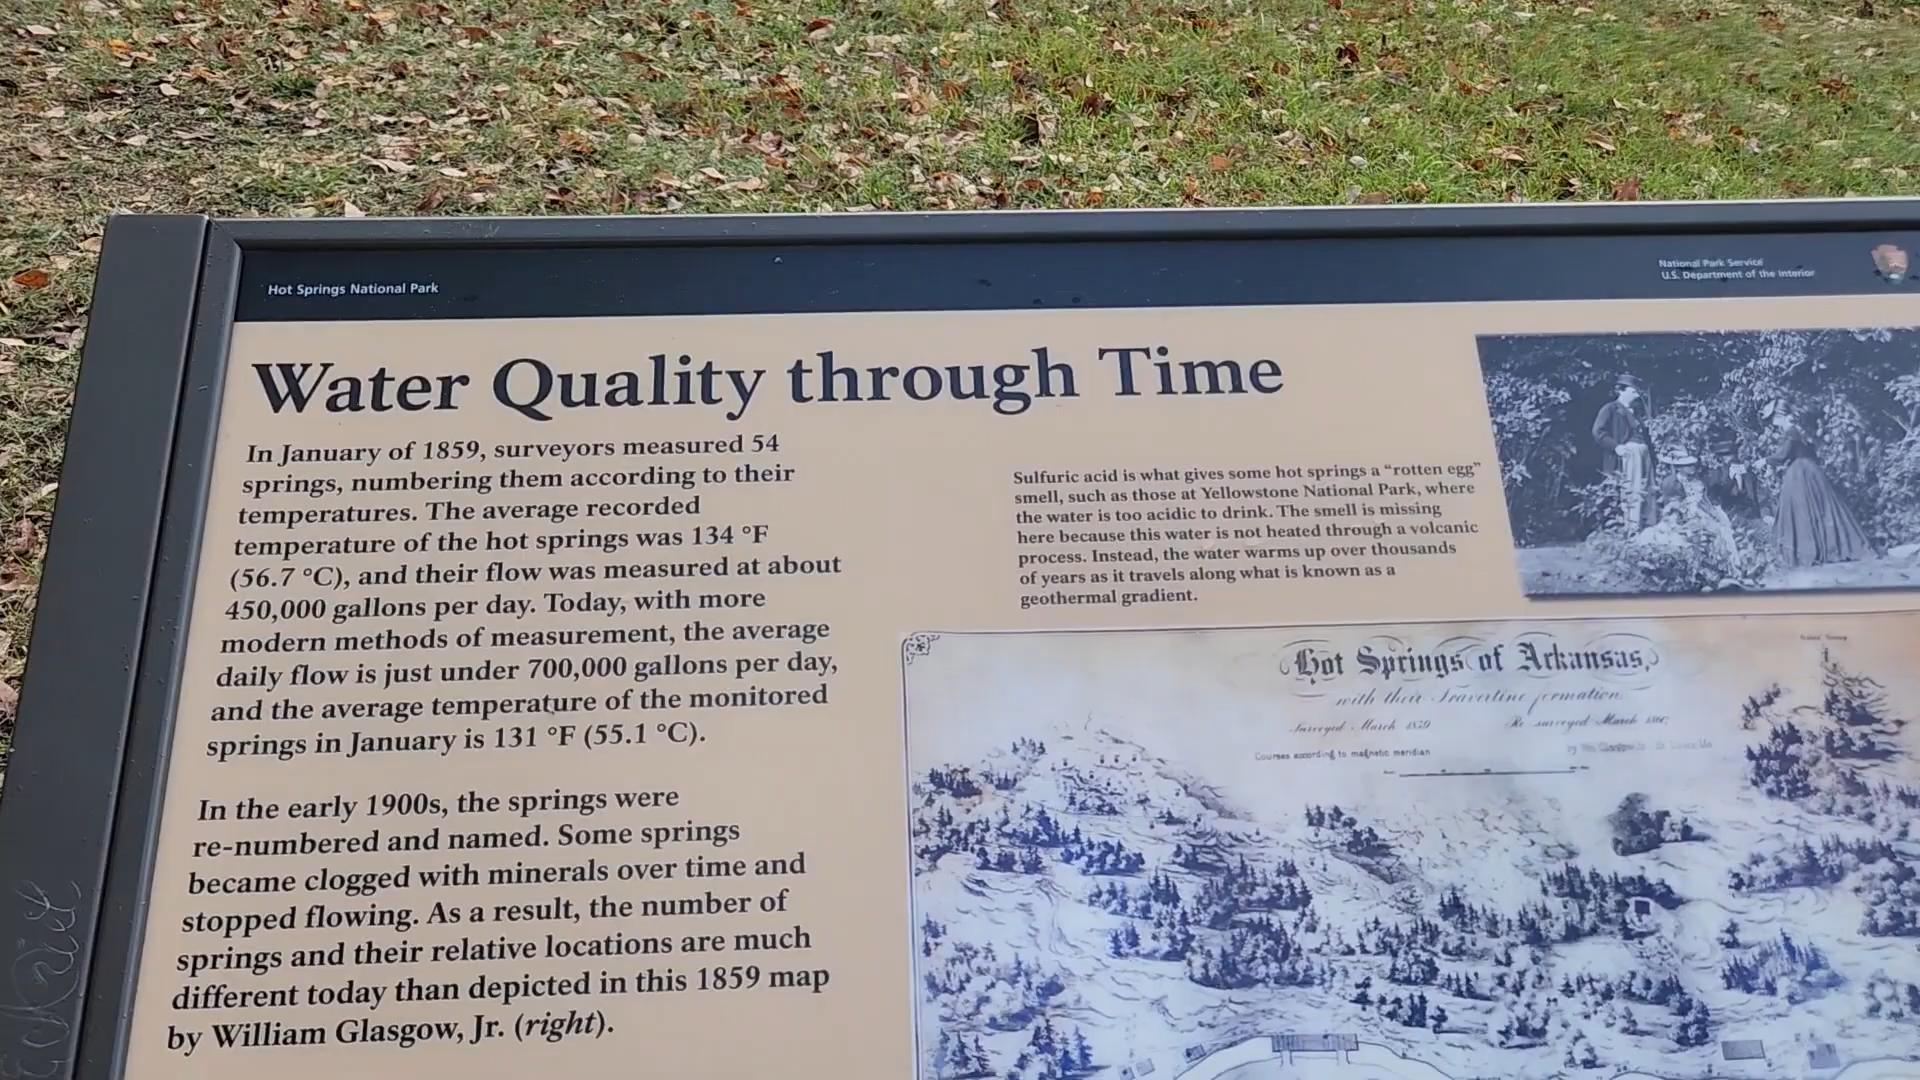 Hot Springs National Park
National Park Service
U.S. Department of the Interior
Water Quality through Time
In January of 1859, surveyors measured 54
springs, numbering them according to their
temperatures. The average recorded
temperature of the hot springs was 134 °F
(56.7 °C), and their flow was measured at about
450,000 gallons per day. Today, with more
modern methods of measurement, the average
daily flow is just under 700,000 gallons per day,
and the average temperature of the monitored
springs in January is 131 °F (55.1 °C).
In the early 1900s, the springs were
re-numbered and named. Some springs
became clogged with minerals over time and
stopped flowing. As a result, the number of
springs and their relative locations are much
different today than depicted in this 1859 map
by William Glasgow, Jr. (right).
Sulfuric acid is what gives some hot springs a “rotten egg”
smell, such as those at Yellowstone National Park, where
the water is too acidic to drink. The smell is missing
here because this water is not heated through a volcanic
process. Instead, the water warms up over thousands
of years as it travels along what is known as a
geothermal gradient.
Hot Springs of Arkansas,
with their Travertine formation
Surveyed March 1859 Re-surveyed March
Courses according to magnetic meridian
by Wm Glasgow Jr.